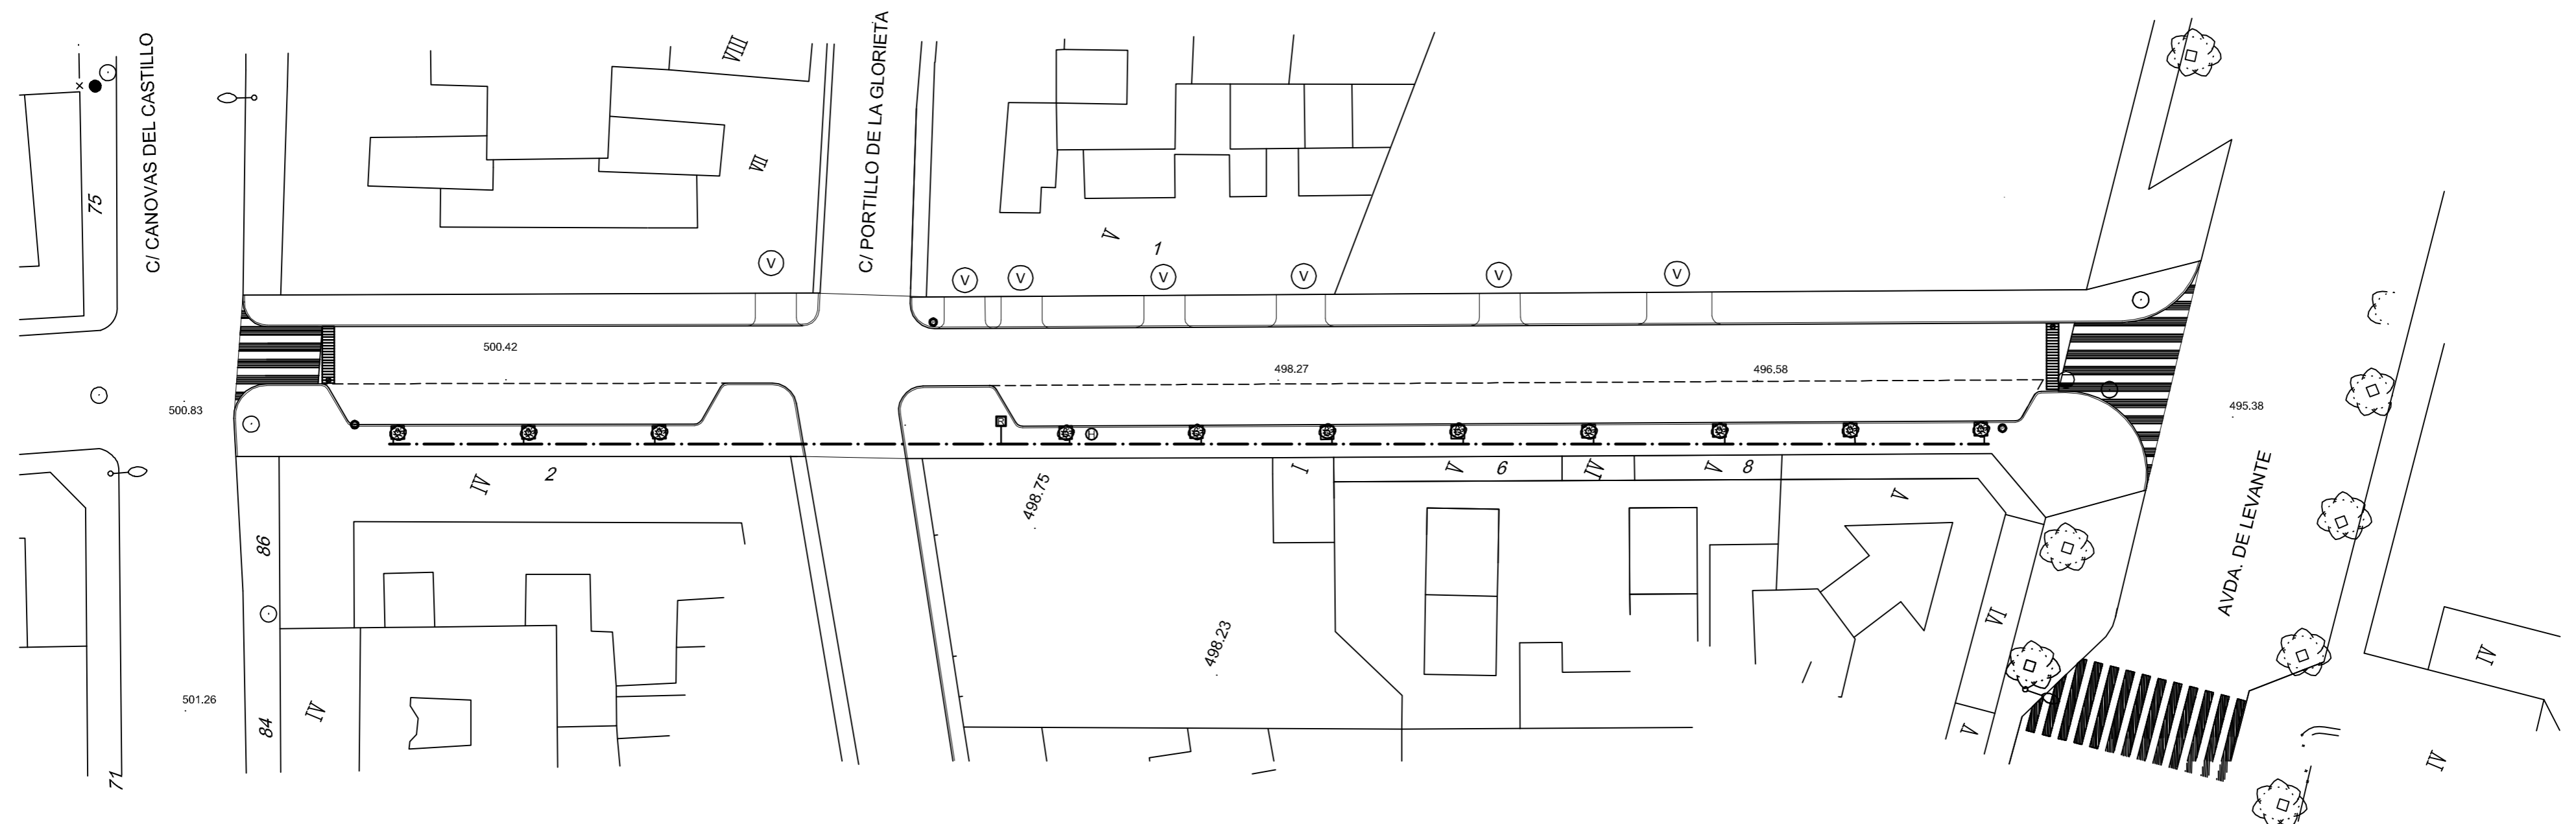 C/ CANOVAS DEL CASTILLO
75
VIII
VII
C/ PORTILLO DE LA GLORIETA
V
1
V
V
V
V
V
V
V
500.42
498.27
496.58
500.83
495.38
2
IV
498.75
I
V
6
IV
V
8
V
86
AVDA. DE LEVANTE
498.23
VI
IV
501.26
84
IV
V
71
IV